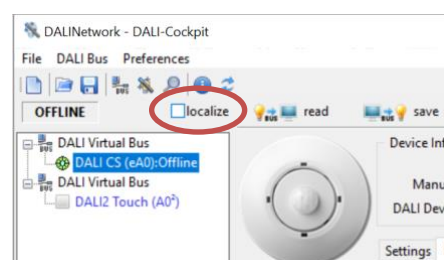 DALINetwork - DALI-Cockpit
File DALI Bus Preferences
OFFLINE localize read save
DALI Virtual Bus
DALI CS (eA0):Offline
DALI Virtual Bus
DALI2 Touch (A0²)
Device Inf
Manu
DALI Dev
Settings